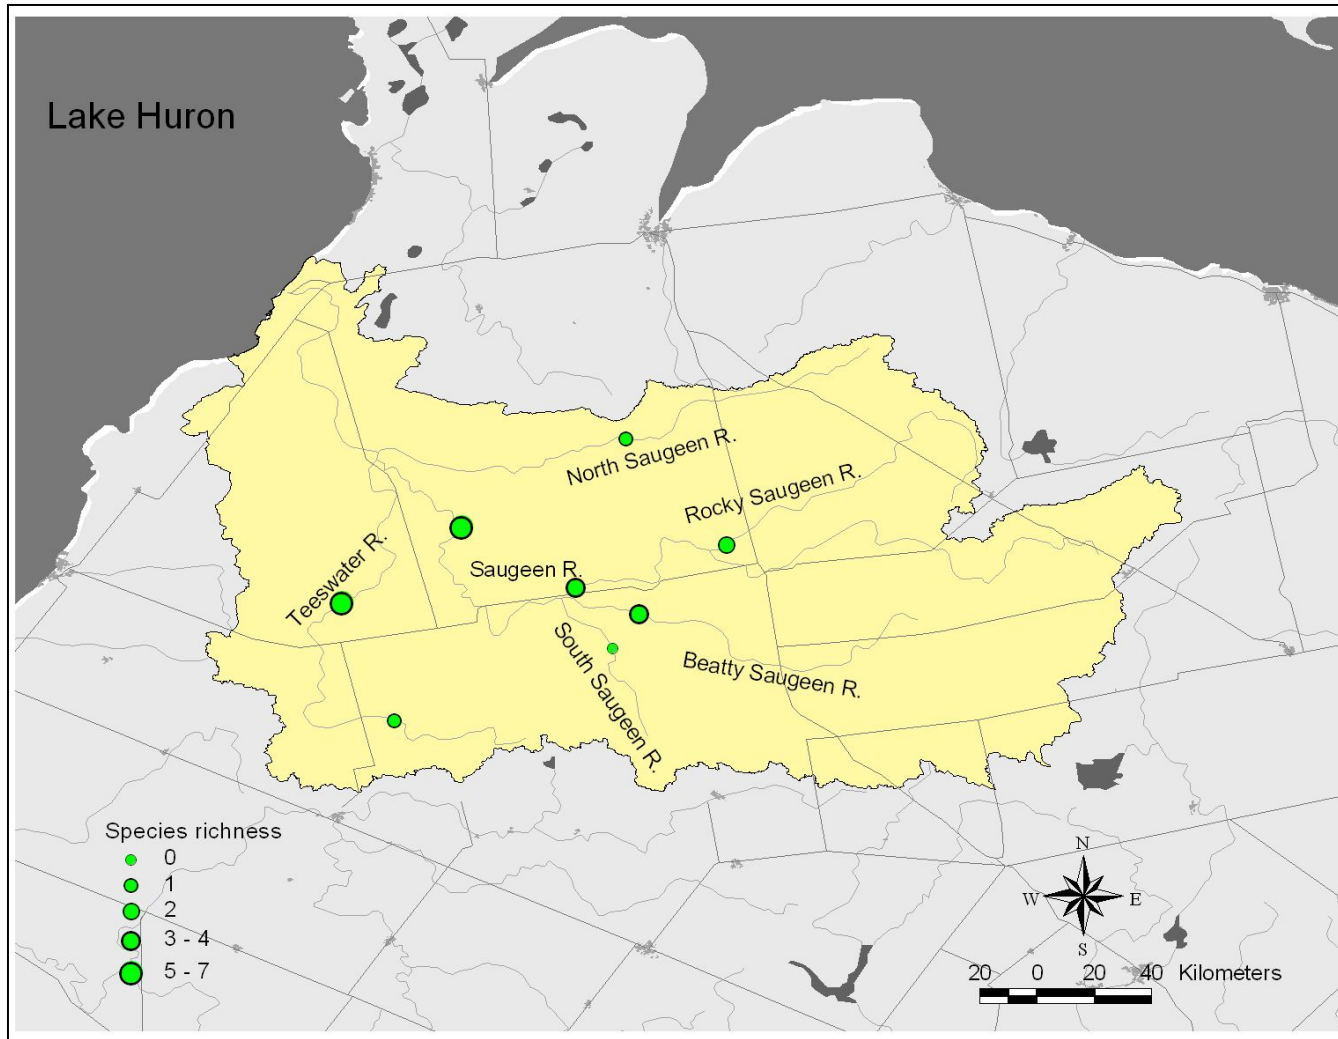 Lake Huron
North Saugeen R.
Rocky Saugeen R.
Teeswater R.
Saugeen R.
South Saugeen R.
Beatty Saugeen R.
Species richness
0
1
2
3 - 4
5 - 7
N
W E
S
20 0 20 40 Kilometers